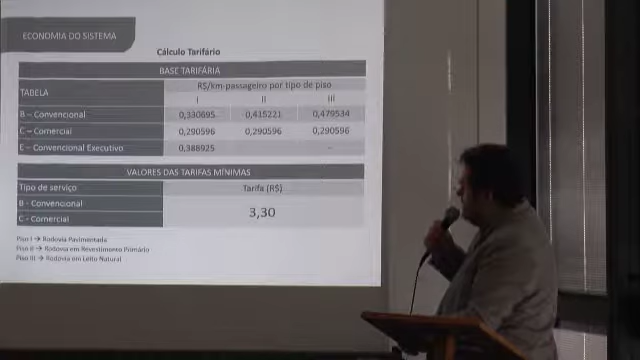 ECONOMIA DO SISTEMA
Cálculo Tarifário
BASE TARIFÁRIA
TABELA
R$/km-passageiro por tipo de piso
I II III
B – Convencional 0,330695 0,415221 0,479534
C – Comercial 0,290596 0,290596 0,290596
E – Convencional Executivo 0,388925 -
VALORES DAS TARIFAS MÍNIMAS
Tipo de serviço Tarifa (R$)
B - Convencional
3,30
C - Comercial
Piso I → Rodovia Pavimentada
Piso II → Rodovia em Revestimento Primário
Piso III → Rodovia em Leito Natural